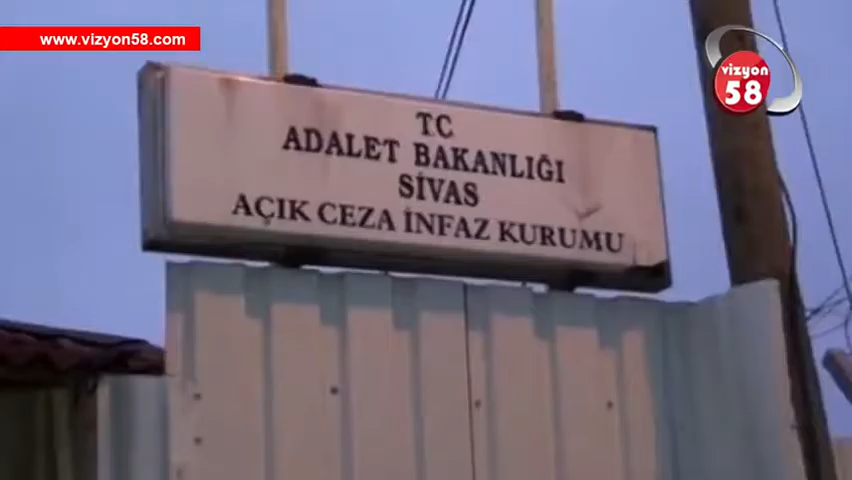 www.vizyon58.com
vizyon
58
T.C
ADALET BAKANLIĞI
SİVAS
AÇIK CEZA İNFAZ KURUMU